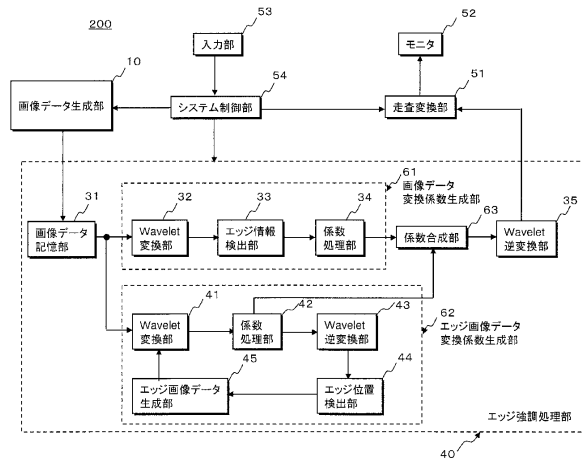 200
53
入力部
52
モニタ
10
画像データ生成部
54
システム制御部
51
走査変換部
61
画像データ
変換係数生成部
31
画像データ
記憶部
32
Wavelet
変換部
33
エッジ情報
検出部
34
係数
処理部
63
係数合成部
35
Wavelet
逆変換部
41
Wavelet
変換部
42
係数
処理部
43
Wavelet
逆変換部
62
エッジ画像データ
変換係数生成部
45
エッジ画像データ
生成部
44
エッジ位置
検出部
エッジ強調処理部
40